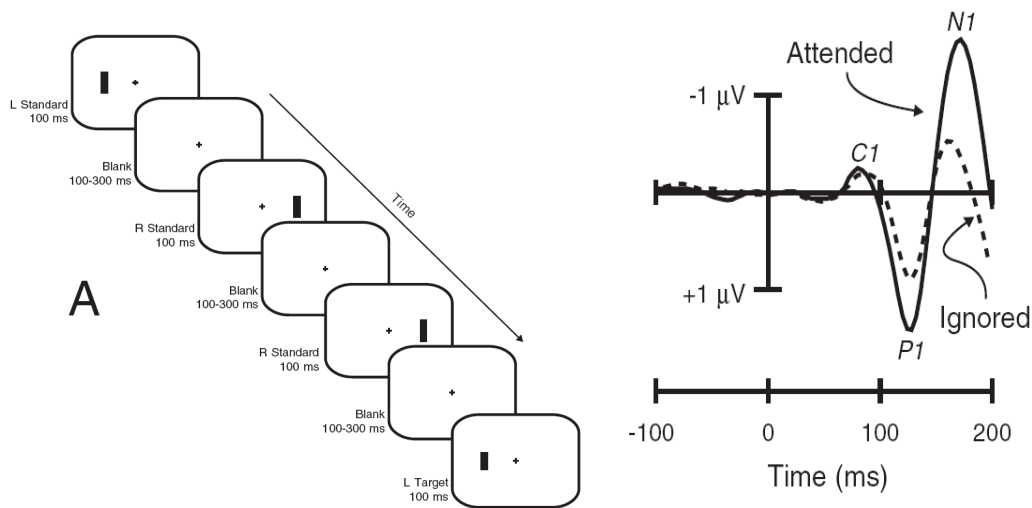 L Standard
100 ms
Blank
100-300 ms
R Standard
100 ms
Blank
100-300 ms
R Standard
100 ms
Blank
100-300 ms
L Target
100 ms
Time
A
N1
Attended
-1 μV
C1
+1 μV
Ignored
P1
-100 0 100 200
Time (ms)